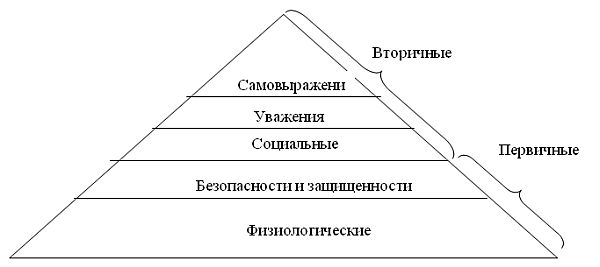 Вторичные
Самовыражени
Уважения
Социальные
Первичные
Безопасности и защищенности
Физиологические